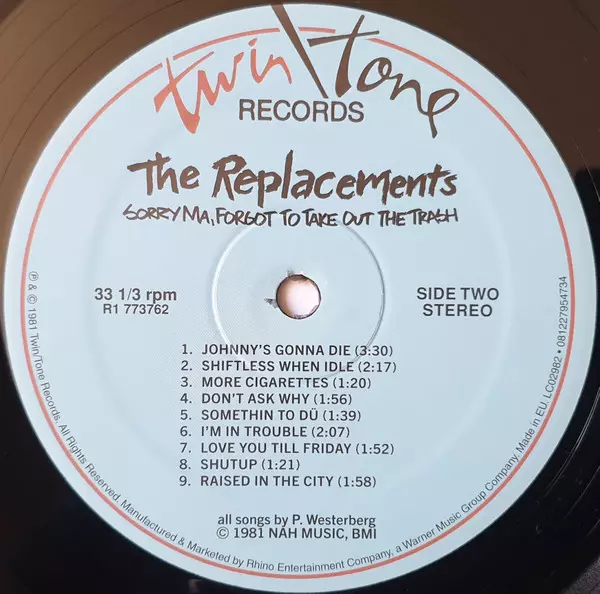 twin\tone
RECORDS
The Replacements
SORRY MA, FORGOT TO TAKE OUT THE TRASH
33 1/3 rpm
R1 773762
SIDE TWO
STEREO
1. JOHNNY'S GONNA DIE (3:30)
2. SHIFTLESS WHEN IDLE (2:17)
3. MORE CIGARETTES (1:20)
4. DON'T ASK WHY (1:56)
5. SOMETHIN TO DÜ (1:39)
6. I'M IN TROUBLE (2:07)
7. LOVE YOU TILL FRIDAY (1:52)
8. SHUTUP (1:21)
9. RAISED IN THE CITY (1:58)
all songs by P. Westerberg
© 1981 NAH MUSIC, BMI
℗ & © 1981 Twin/Tone Records. All Rights Reserved. Manufactured & Marketed by Rhino Entertainment Company, a Warner Music Group Company. Made in EU. LC02982 • 081227954734